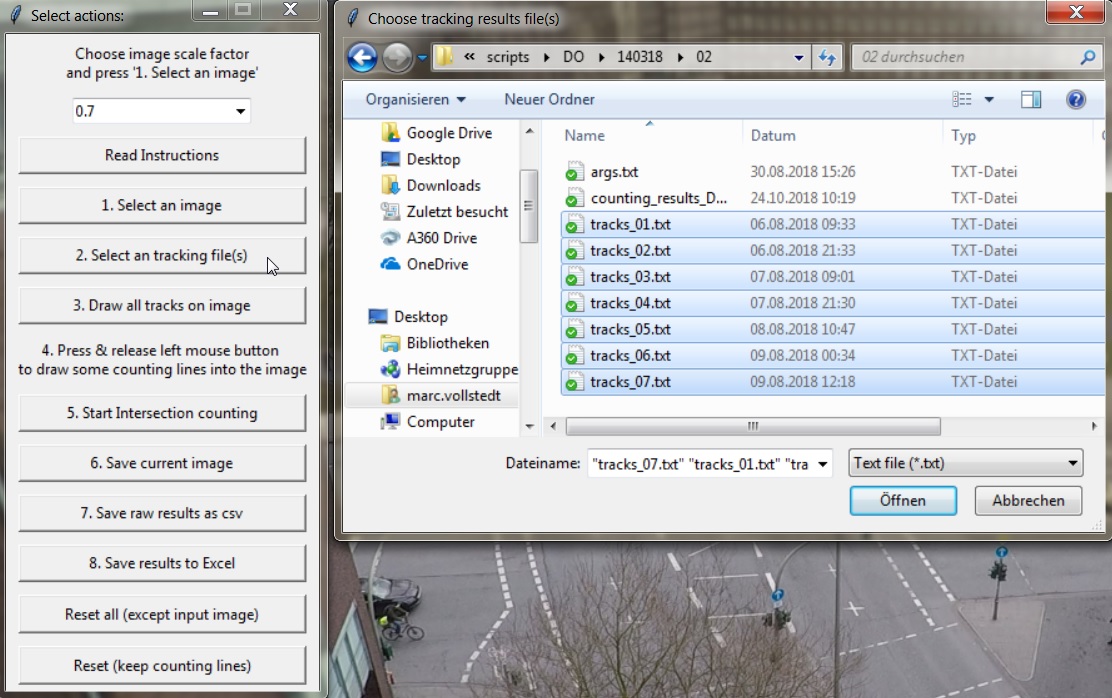 Select actions:
Choose image scale factor
and press '1. Select an image'
0.7
Read Instructions
1. Select an image
2. Select an tracking file(s)
3. Draw all tracks on image
4. Press & release left mouse button
to draw some counting lines into the image
5. Start Intersection counting
6. Save current image
7. Save raw results as csv
8. Save results to Excel
Reset all (except input image)
Reset (keep counting lines)
Choose tracking results file(s)
« scripts DO 140318 02
02 durchsuchen
Organisieren Neuer Ordner
Google Drive
Desktop
Downloads
Zuletzt besucht
A360 Drive
OneDrive
Desktop
Bibliotheken
Heimnetzgruppe
marc.vollstedt
Computer
Name Datum Typ
args.txt 30.08.2018 15:26 TXT-Datei
counting_results_D... 24.10.2018 10:19 TXT-Datei
tracks_01.txt 06.08.2018 09:33 TXT-Datei
tracks_02.txt 06.08.2018 21:33 TXT-Datei
tracks_03.txt 07.08.2018 09:01 TXT-Datei
tracks_04.txt 07.08.2018 21:30 TXT-Datei
tracks_05.txt 08.08.2018 10:47 TXT-Datei
tracks_06.txt 09.08.2018 00:34 TXT-Datei
tracks_07.txt 09.08.2018 12:18 TXT-Datei
Dateiname: "tracks_07.txt" "tracks_01.txt" "tra
Text file (*.txt)
Öffnen
Abbrechen